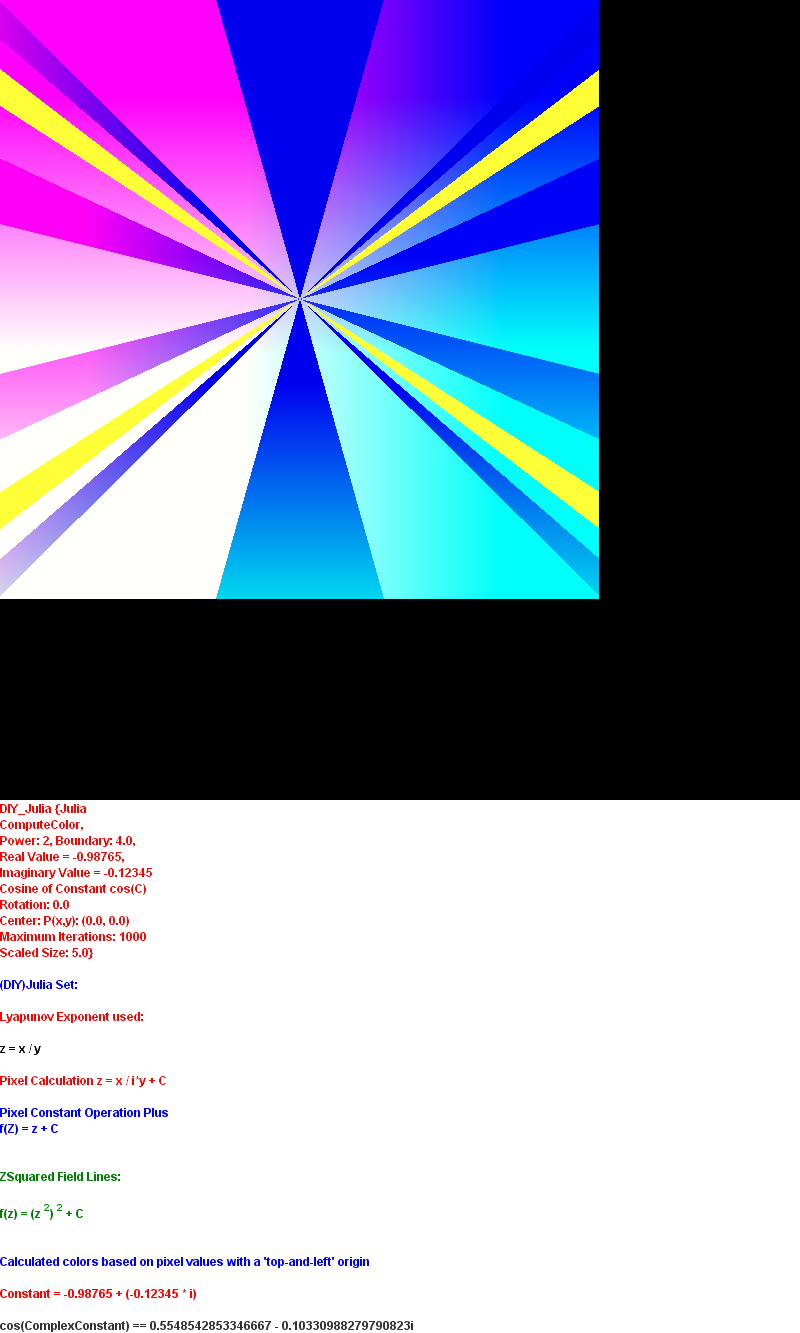 DIY_Julia {Julia
ComputeColor,
Power: 2, Boundary: 4.0,
Real Value = -0.98765,
Imaginary Value = -0.12345
Cosine of Constant cos(C)
Rotation: 0.0
Center: P(x,y): (0.0, 0.0)
Maximum Iterations: 1000
Scaled Size: 5.0}
(DIY)Julia Set:
Lyapunov Exponent used:
z = x / y
Pixel Calculation z = x / i*y + C
Pixel Constant Operation Plus
f(Z) = z + C
ZSquared Field Lines:
f(z) = (z 2) 2 + C
Calculated colors based on pixel values with a 'top-and-left' origin
Constant = -0.98765 + (-0.12345 * i)
cos(ComplexConstant) == 0.5548542853346667 - 0.10330988279790823i